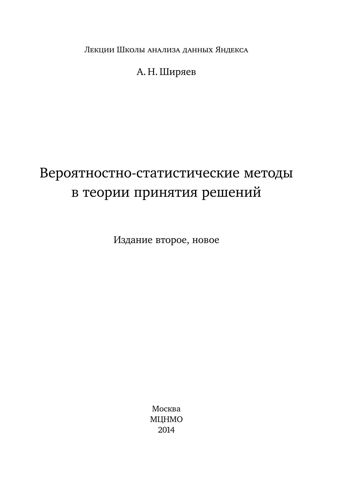 Лекции Школы анализа данных Яндекса
А. Н. Ширяев
Вероятностно-статистические методы
в теории принятия решений
Издание второе, новое
Москва
МЦНМО
2014